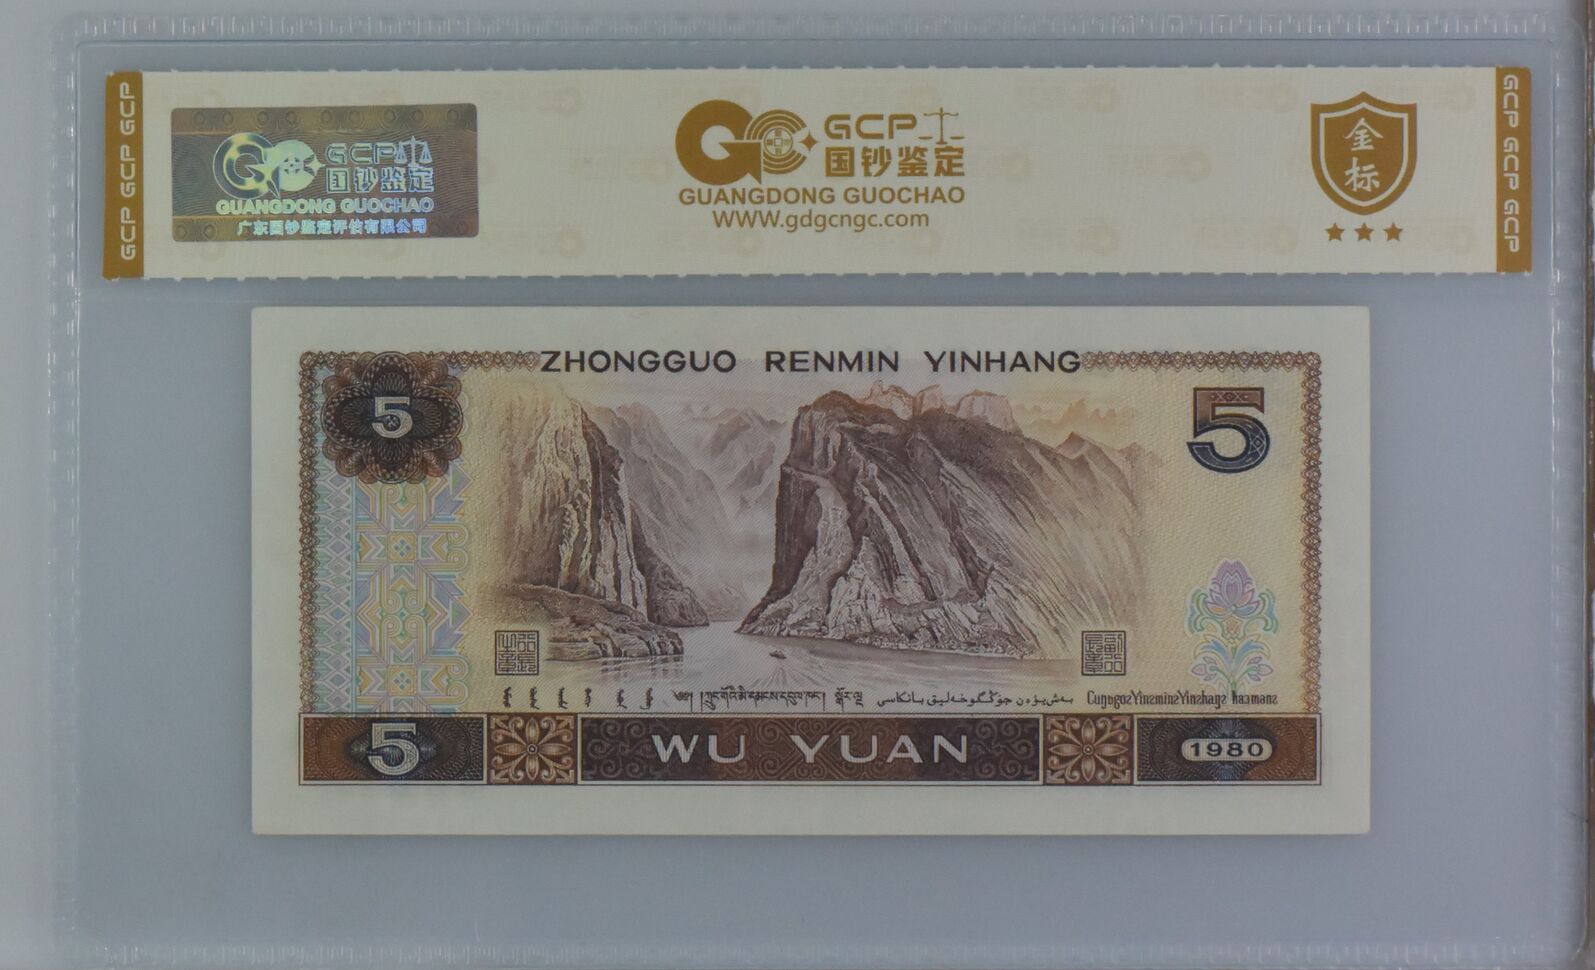 GCP GCP GCP
GCP
国钞鉴定
GUANGDONG GUOCHAO
广东国钞鉴定评估有限公司
GCP
国钞鉴定
GUANGDONG GUOCHAO
WWW.gdgcngc.com
金
标
GCP GCP GCP
ZHONGGUO RENMIN YINHANG
5
5
5
WU YUAN
1980